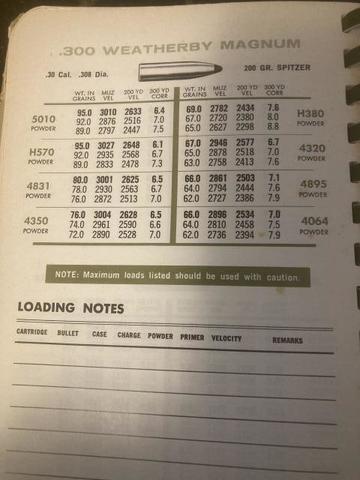 .300 WEATHERBY MAGNUM
.30 Cal. .308 Dia. 200 GR. SPITZER
WT. IN GRAINS MUZ VEL 200 YD VEL 300 YD CORR WT. IN GRAINS MUZ VEL 200 YD VEL 300 YD CORR
5010 POWDER 95.0 3010 2633 6.4 69.0 2782 2434 7.6 H380 POWDER
92.0 2876 2516 7.0 67.0 2720 2380 8.0
89.0 2797 2447 7.5 65.0 2627 2298 8.8
H570 POWDER 95.0 3027 2648 6.1 67.0 2946 2577 6.7 4320 POWDER
92.0 2935 2568 6.7 65.0 2878 2518 7.0
89.0 2833 2478 7.3 63.0 2758 2413 7.6
4831 POWDER 80.0 3001 2625 6.5 66.0 2861 2503 7.1 4895 POWDER
78.0 2930 2563 6.7 64.0 2794 2444 7.6
76.0 2872 2513 7.0 62.0 2727 2386 7.9
4350 POWDER 76.0 3004 2628 6.5 66.0 2896 2534 7.0 4064 POWDER
74.0 2961 2590 6.6 64.0 2810 2458 7.5
72.0 2890 2528 7.0 62.0 2736 2394 7.9
NOTE: Maximum loads listed should be used with caution.
LOADING NOTES
CARTRIDGE BULLET CASE CHARGE POWDER PRIMER VELOCITY REMARKS